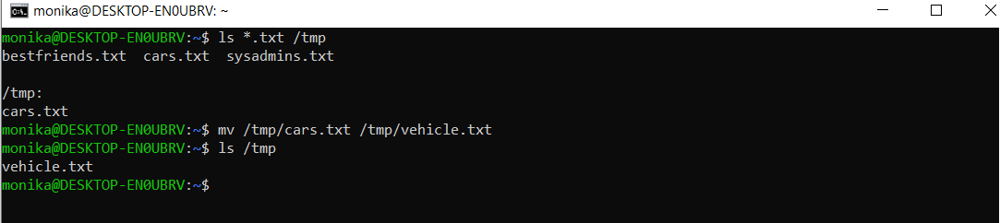 monika@DESKTOP-EN0UBRV: ~
monika@DESKTOP-EN0UBRV:~$ ls *.txt /tmp
bestfriends.txt  cars.txt  sysadmins.txt

/tmp:
cars.txt
monika@DESKTOP-EN0UBRV:~$ mv /tmp/cars.txt /tmp/vehicle.txt
monika@DESKTOP-EN0UBRV:~$ ls /tmp
vehicle.txt
monika@DESKTOP-EN0UBRV:~$